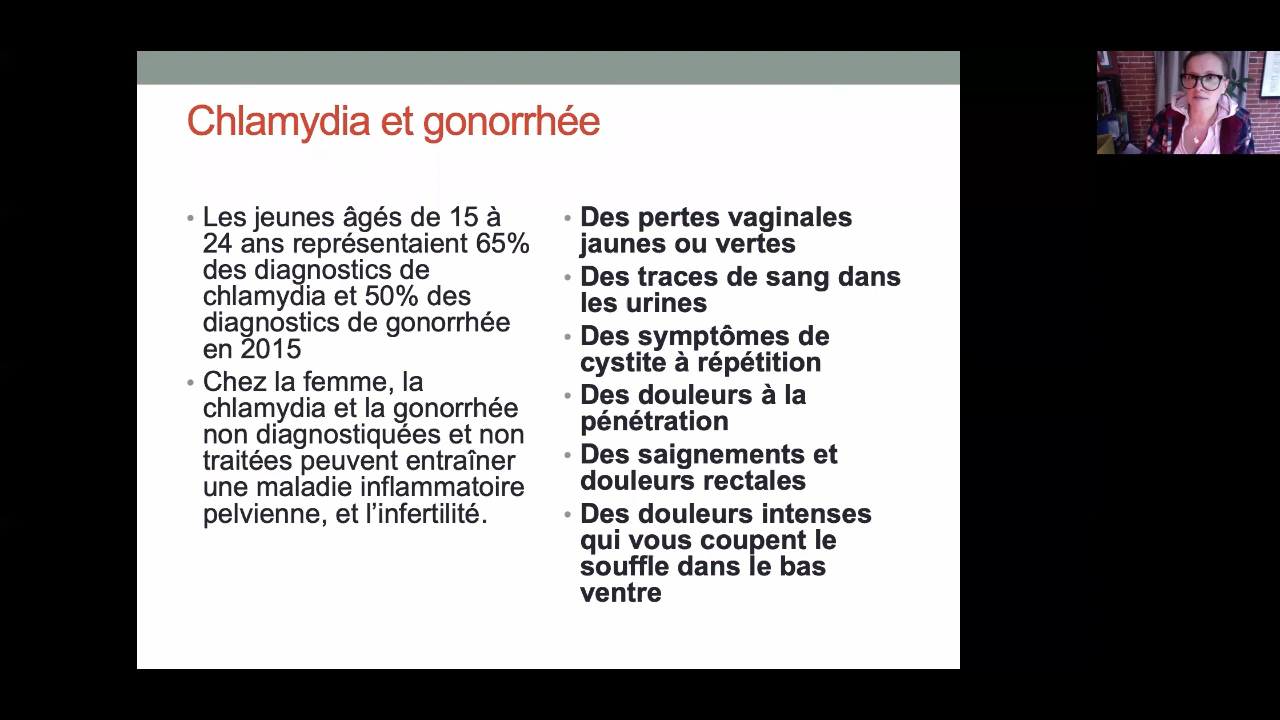 Chlamydia et gonorrhée
• Les jeunes âgés de 15 à
24 ans représentaient 65%
des diagnostics de
chlamydia et 50% des
diagnostics de gonorrhée
en 2015
• Chez la femme, la
chlamydia et la gonorrhée
non diagnostiquées et non
traitées peuvent entraîner
une maladie inflammatoire
pelvienne, et l’infertilité.
• Des pertes vaginales
jaunes ou vertes
• Des traces de sang dans
les urines
• Des symptômes de
cystite à répétition
• Des douleurs à la
pénétration
• Des saignements et
douleurs rectales
• Des douleurs intenses
qui vous coupent le
souffle dans le bas
ventre